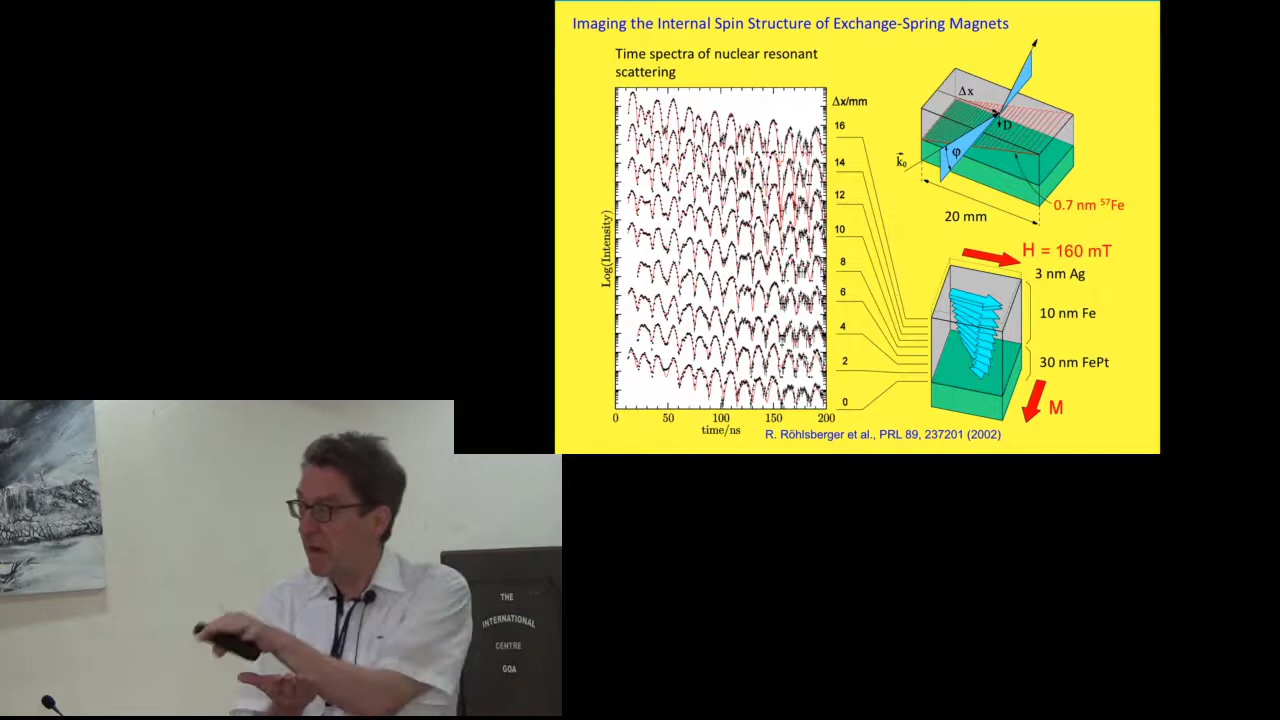 Imaging the Internal Spin Structure of Exchange-Spring Magnets
Time spectra of nuclear resonant
scattering
Δx/mm
16
14
12
10
8
6
4
2
0
Log(Intensity)
0 50 100 150 200
time/ns
R. Röhlsberger et al., PRL 89, 237201 (2002)
Δx
D
φ
k₀
20 mm
0.7 nm ⁵⁷Fe
H = 160 mT
3 nm Ag
10 nm Fe
30 nm FePt
M
THE
INTERNATIONAL
CENTRE
GOA